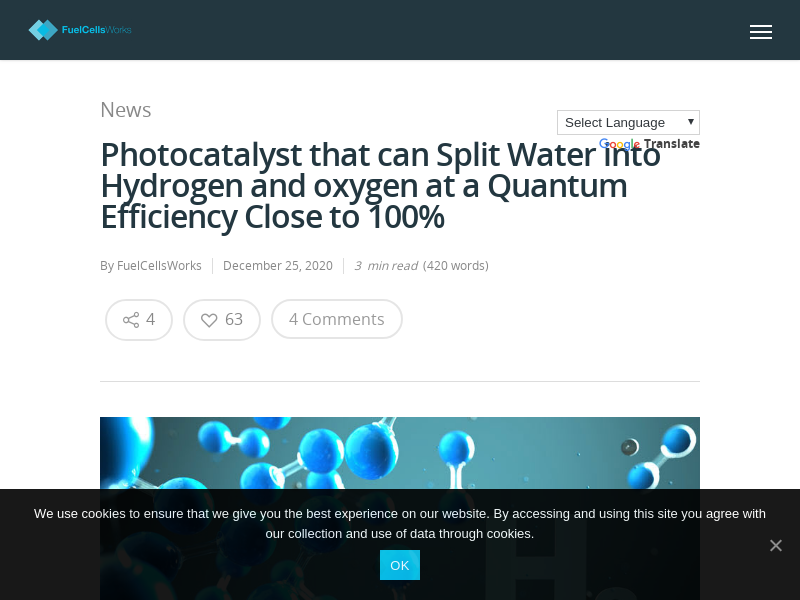 FuelCellsWorks
News
Select Language
Google Translate
Photocatalyst that can Split Water into
Hydrogen and oxygen at a Quantum
Efficiency Close to 100%
By FuelCellsWorks
December 25, 2020
3 min read (420 words)
4
63
4 Comments
H
We use cookies to ensure that we give you the best experience on our website. By accessing and using this site you agree with
our collection and use of data through cookies.
OK